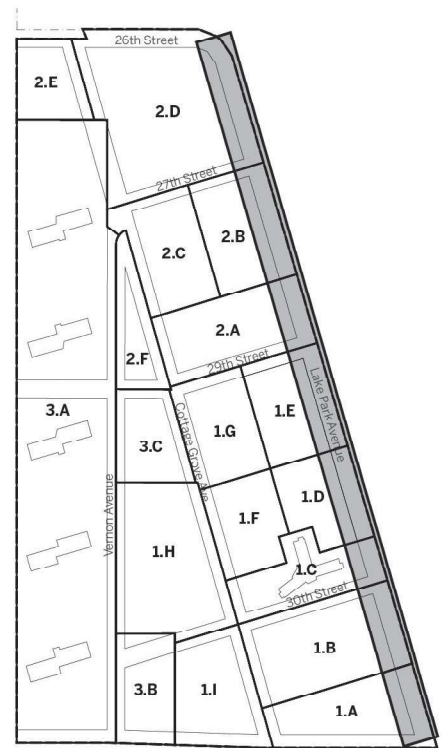 26th Street
2.E
2.D
27th Street
2.B
2.C
2.A
2.F
29th Street
Lake Park Avenue
3.A
1.E
Cottage Grove Ave
1.G
3.C
1.D
1.F
Vernon Avenue
1.H
1.C
30th Street
1.B
3.B
1.I
1.A